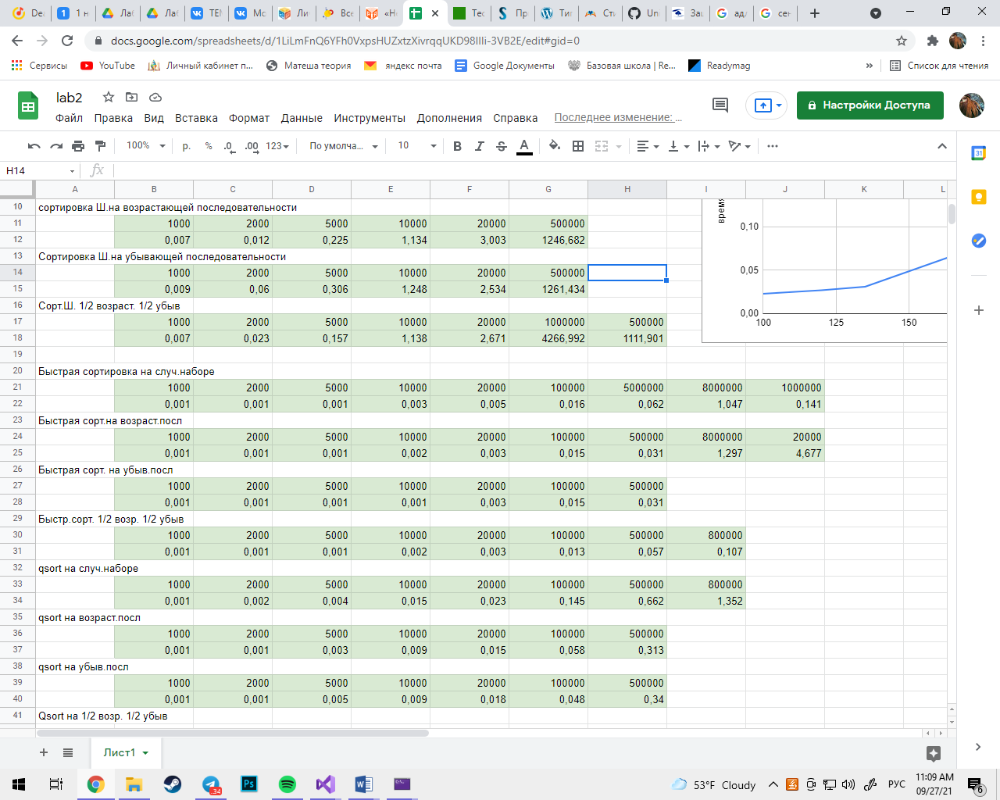 De
1 н
Лаб
Лаб
ТЕМ
Мо
Ли
Все
«Н
Тес
Пр
Ти
Сти
Un
Зац
ад
сен
docs.google.com/spreadsheets/d/1LiLmFnQ6YFh0VxpsHUZxtzXivrqqUKD98IIIi-3VB2E/edit#gid=0
Сервисы YouTube Личный кабинет п... Матеша теория яндекс почта Google Документы Базовая школа | Re... Readymag » Список для чтения
lab2
Файл Правка Вид Вставка Формат Данные Инструменты Дополнения Справка Последнее изменение: ...
Настройки Доступа
100% р. % .0 .00 123 По умолча... 10 B I S A
H14 fx
A B C D E F G H I J K L
10 сортировка Ш.на возрастающей последовательности
11 1000 2000 5000 10000 20000 500000
12 0,007 0,012 0,225 1,134 3,003 1246,682
13 Сортировка Ш.на убывающей последовательности
14 1000 2000 5000 10000 20000 500000
15 0,009 0,06 0,306 1,248 2,534 1261,434
16 Сорт.Ш. 1/2 возраст. 1/2 убыв
17 1000 2000 5000 10000 20000 1000000 500000
18 0,007 0,023 0,157 1,138 2,671 4266,992 1111,901
19
20 Быстрая сортировка на случ.наборе
21 1000 2000 5000 10000 20000 100000 5000000 8000000 1000000
22 0,001 0,001 0,001 0,003 0,005 0,016 0,062 1,047 0,141
23 Быстрая сорт.на возраст.посл
24 1000 2000 5000 10000 20000 100000 500000 8000000 20000
25 0,001 0,001 0,001 0,002 0,003 0,015 0,031 1,297 4,677
26 Быстрая сорт. на убыв.посл
27 1000 2000 5000 10000 20000 100000 500000
28 0,001 0,001 0,001 0,001 0,003 0,015 0,031
29 Быстр.сорт. 1/2 возр. 1/2 убыв
30 1000 2000 5000 10000 20000 100000 500000 800000
31 0,001 0,001 0,001 0,002 0,003 0,013 0,057 0,107
32 qsort на случ.наборе
33 1000 2000 5000 10000 20000 100000 500000 800000
34 0,001 0,002 0,004 0,015 0,023 0,145 0,662 1,352
35 qsort на возраст.посл
36 1000 2000 5000 10000 20000 100000 500000
37 0,001 0,001 0,003 0,009 0,015 0,058 0,313
38 qsort на убыв.посл
39 1000 2000 5000 10000 20000 100000 500000
40 0,001 0,001 0,005 0,009 0,018 0,048 0,34
41 Qsort на 1/2 возр. 1/2 убыв
время
0,10
0,05
0,00
100 125 150
31
Лист1
.34
Ps
53°F Cloudy
РУС
11:09 AM
09/27/21
6